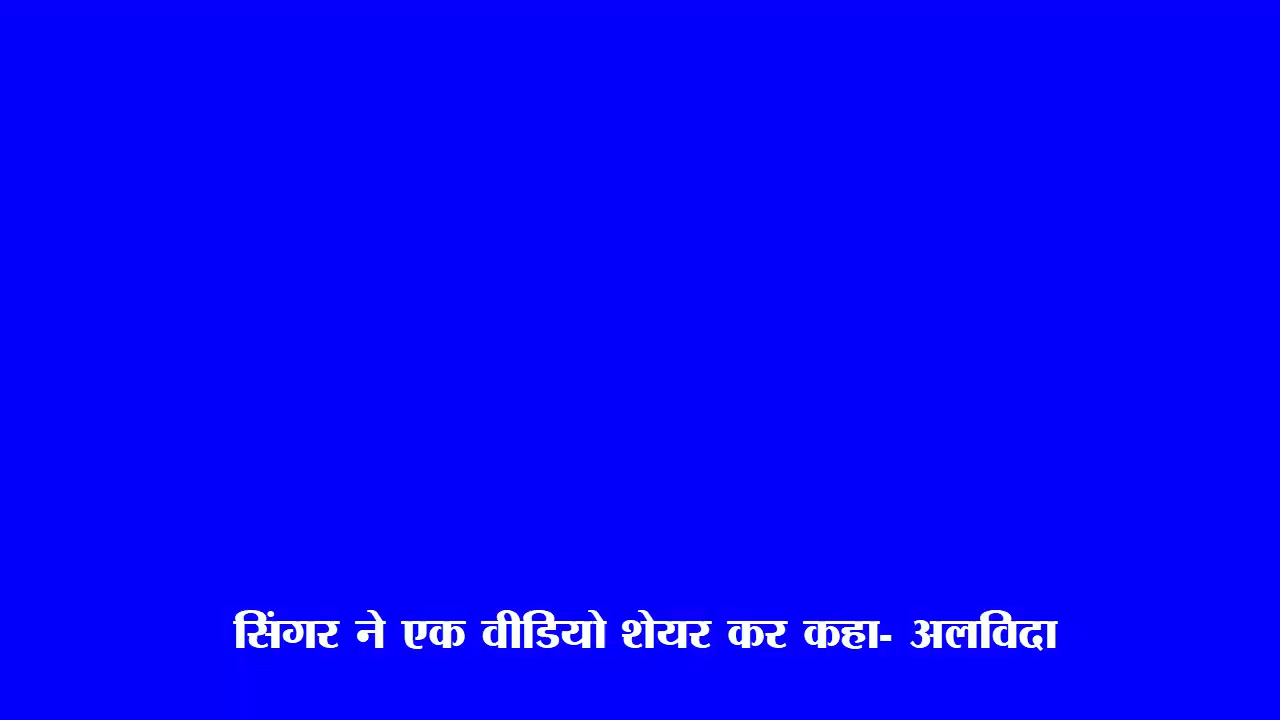 सिंगर ने एक वीडियो शेयर कर कहा- अलविदा